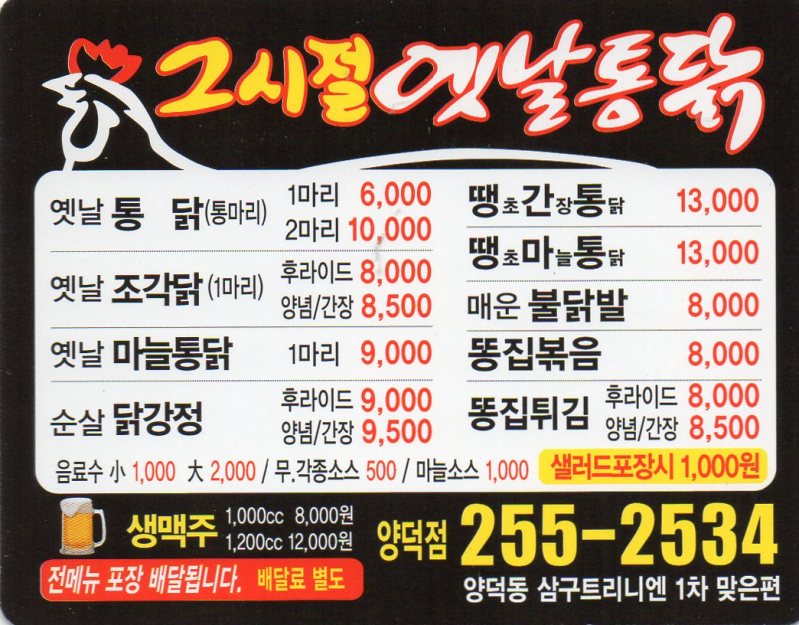 그시절 옛날통닭
옛날 통 닭(통마리) 1마리 6,000
2마리 10,000
옛날 조각닭(1마리) 후라이드 8,000
양념/간장 8,500
옛날 마늘통닭 1마리 9,000
순살 닭강정 후라이드 9,000
양념/간장 9,500
땡초간장통닭 13,000
땡초마늘통닭 13,000
매운 불닭발 8,000
똥집볶음 8,000
똥집튀김 후라이드 8,000
양념/간장 8,500
음료수 小 1,000 大 2,000 / 무.각종소스 500 / 마늘소스 1,000 샐러드포장시 1,000원
생맥주 1,000cc 8,000원
1,200cc 12,000원
전메뉴 포장 배달됩니다. 배달료 별도
양덕점 255-2534
양덕동 삼구트리니엔 1차 맞은편